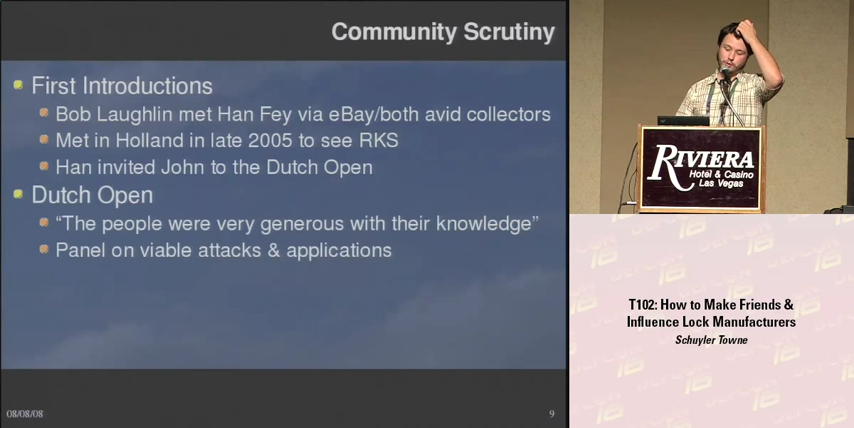 Community Scrutiny
First Introductions
Bob Laughlin met Han Fey via eBay/both avid collectors
Met in Holland in late 2005 to see RKS
Han invited John to the Dutch Open
Dutch Open
“The people were very generous with their knowledge”
Panel on viable attacks & applications
08/08/08
9
RIVIERA
Hotel & Casino
Las Vegas
T102: How to Make Friends &
Influence Lock Manufacturers
Schuyler Towne